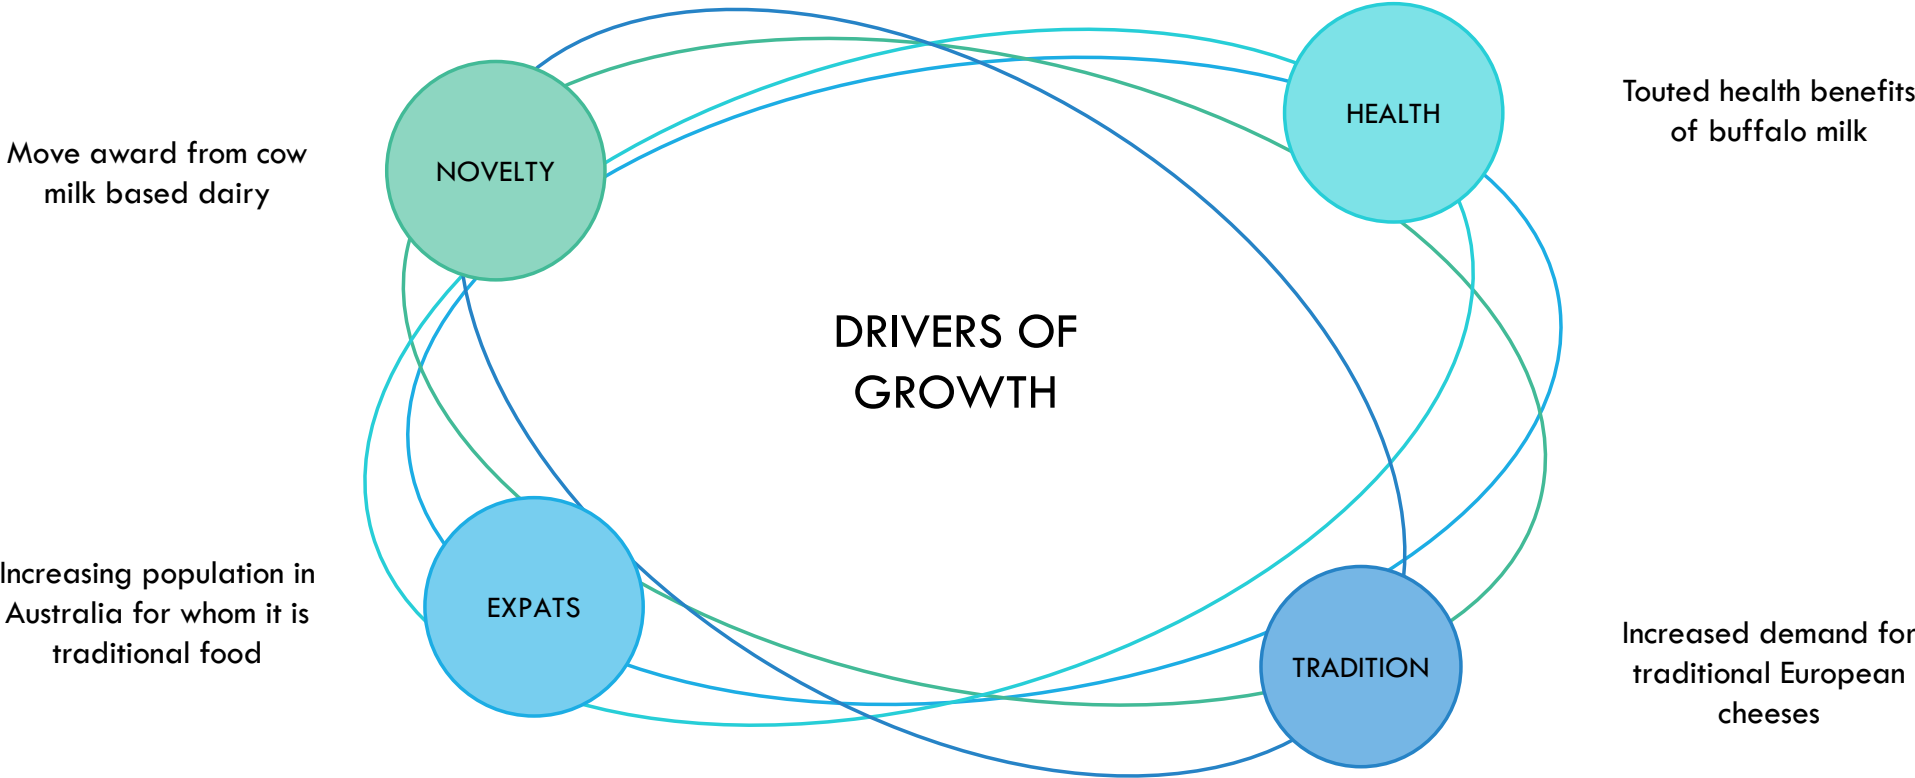 Touted health benefits
of buffalo milk
HEALTH
Move award from cow
milk based dairy
NOVELTY
DRIVERS OF
GROWTH
Increasing population in
Australia for whom it is
traditional food
EXPATS
TRADITION
Increased demand for
traditional European
cheeses